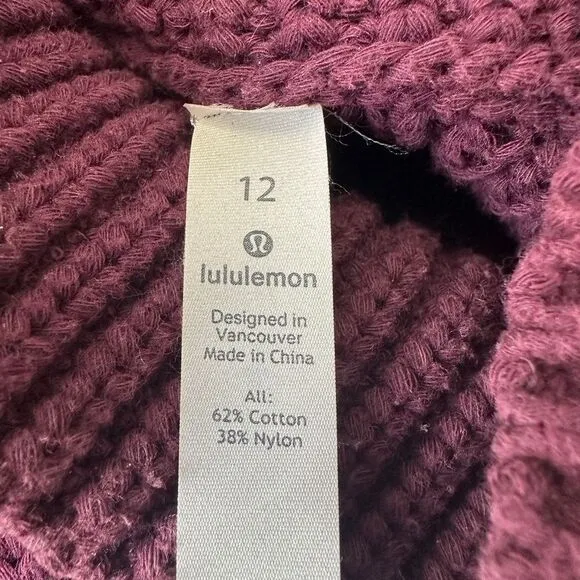 12
lululemon
Designed in
Vancouver
Made in China
All:
62% Cotton
38% Nylon